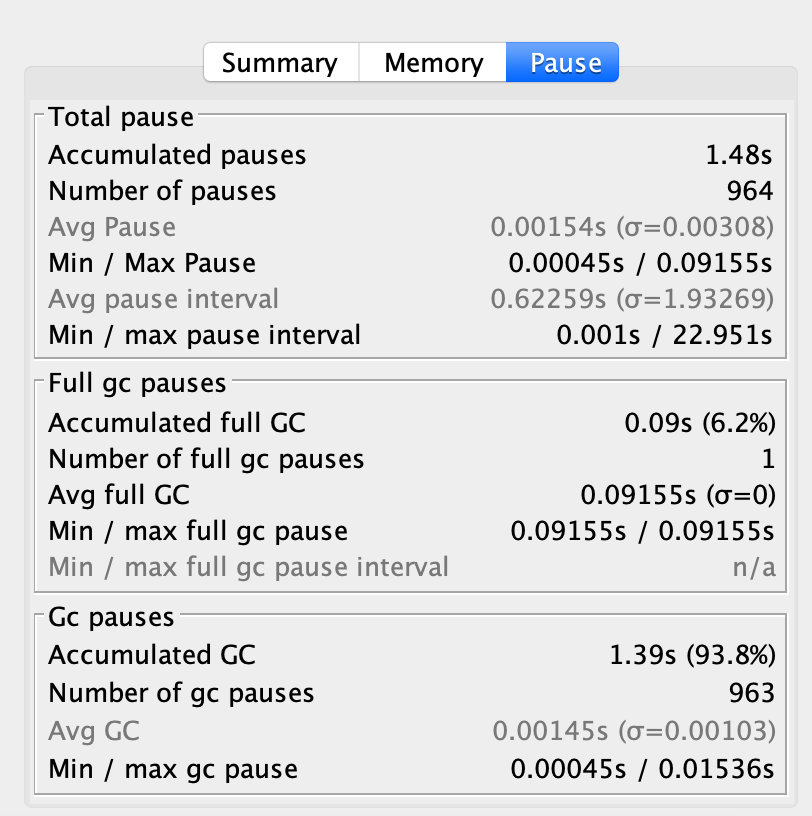 Summary Memory Pause
Total pause
Accumulated pauses 1.48s
Number of pauses 964
Avg Pause 0.00154s (σ=0.00308)
Min / Max Pause 0.00045s / 0.09155s
Avg pause interval 0.62259s (σ=1.93269)
Min / max pause interval 0.001s / 22.951s
Full gc pauses
Accumulated full GC 0.09s (6.2%)
Number of full gc pauses 1
Avg full GC 0.09155s (σ=0)
Min / max full gc pause 0.09155s / 0.09155s
Min / max full gc pause interval n/a
Gc pauses
Accumulated GC 1.39s (93.8%)
Number of gc pauses 963
Avg GC 0.00145s (σ=0.00103)
Min / max gc pause 0.00045s / 0.01536s